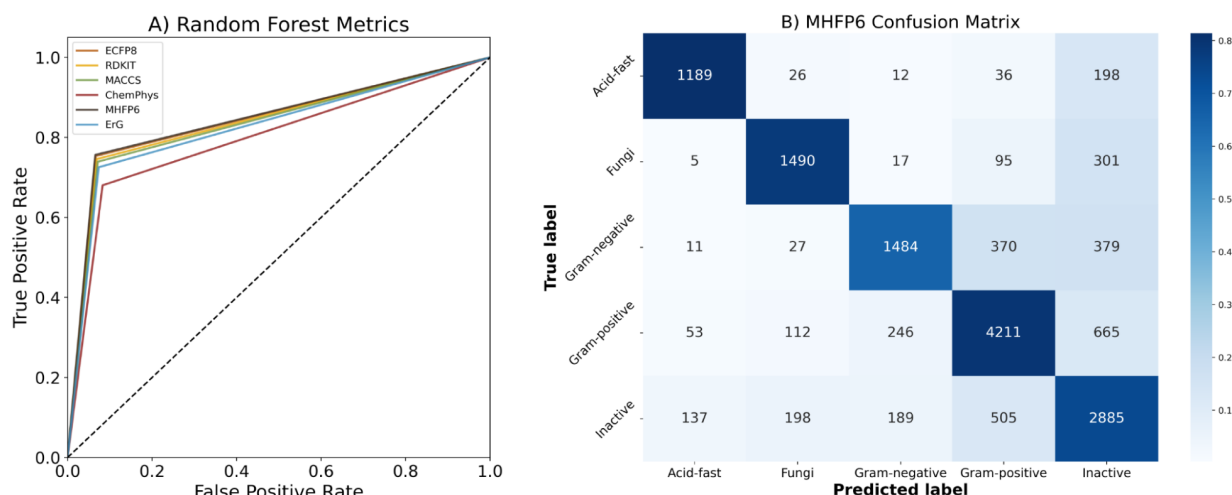 A) Random Forest Metrics
ECFP8
RDKIT
MACCS
ChemPhys
MHFP6
ErG
True Positive Rate
1.0
0.8
0.6
0.4
0.2
0.0
0.0 0.2 0.4 0.6 0.8 1.0
False Positive Rate
B) MHFP6 Confusion Matrix
True label
Acid-fast 1189 26 12 36 198
Fungi 5 1490 17 95 301
Gram-negative 11 27 1484 370 379
Gram-positive 53 112 246 4211 665
Inactive 137 198 189 505 2885
Acid-fast Fungi Gram-negative Gram-positive Inactive
Predicted label
0.8
0.7
0.6
0.5
0.4
0.3
0.2
0.1